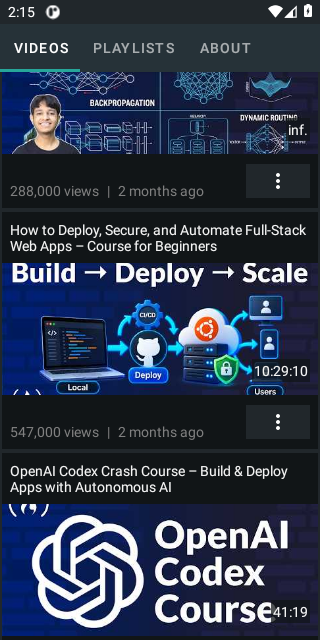 2:15
VIDEOS PLAYLISTS ABOUT
BACKPROPAGATION
DYNAMIC ROUTING
inf.
288,000 views | 2 months ago
How to Deploy, Secure, and Automate Full-Stack
Web Apps – Course for Beginners
Build → Deploy → Scale
CI/CD
Local
Deploy
Users
10:29:10
547,000 views | 2 months ago
OpenAI Codex Crash Course – Build & Deploy
Apps with Autonomous AI
OpenAI
Codex
Course
41:19